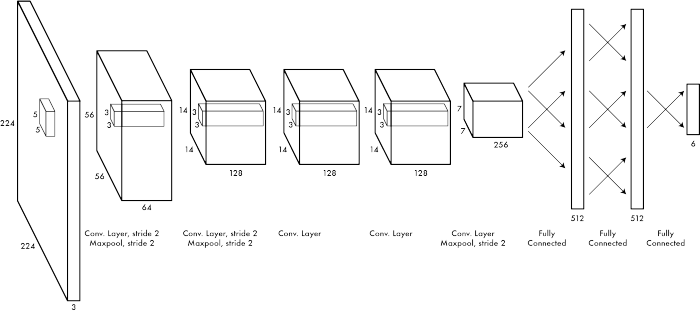 224
5
5
224
3
56
3
3
56
64
14
3
3
14
128
14
3
3
14
128
14
3
3
14
128
7
7
256
512
512
6
Conv. Layer, stride 2
Maxpool, stride 2
Conv. Layer, stride 2
Maxpool, stride 2
Conv. Layer
Conv. Layer
Conv. Layer
Maxpool, stride 2
Fully
Connected
Fully
Connected
Fully
Connected